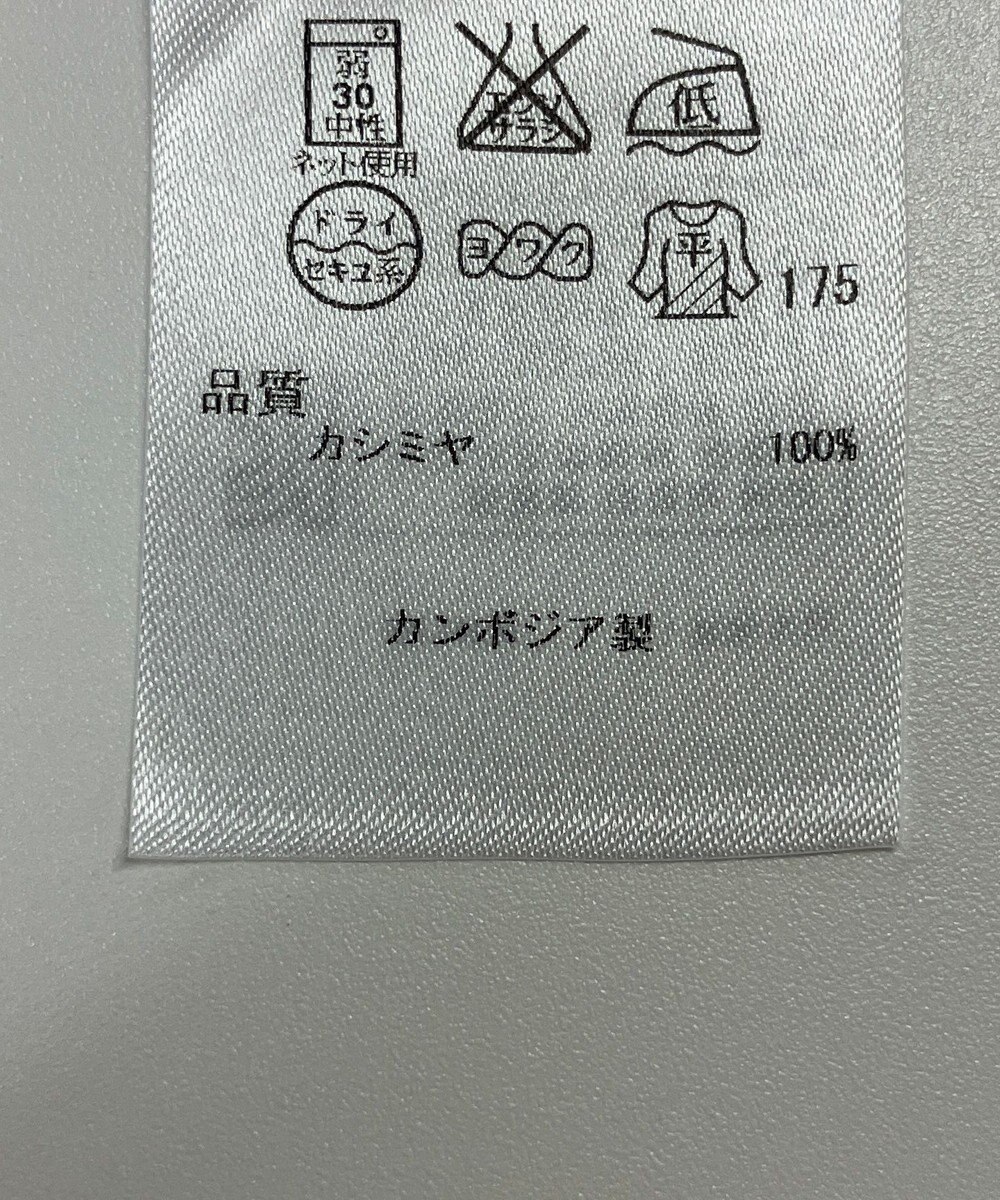 弱
30
中性
ネット使用
エンソ
サラシ
低
ドライ
セキユ系
ヨワク
平
175
品質
カシミヤ 100%
カンボジア製